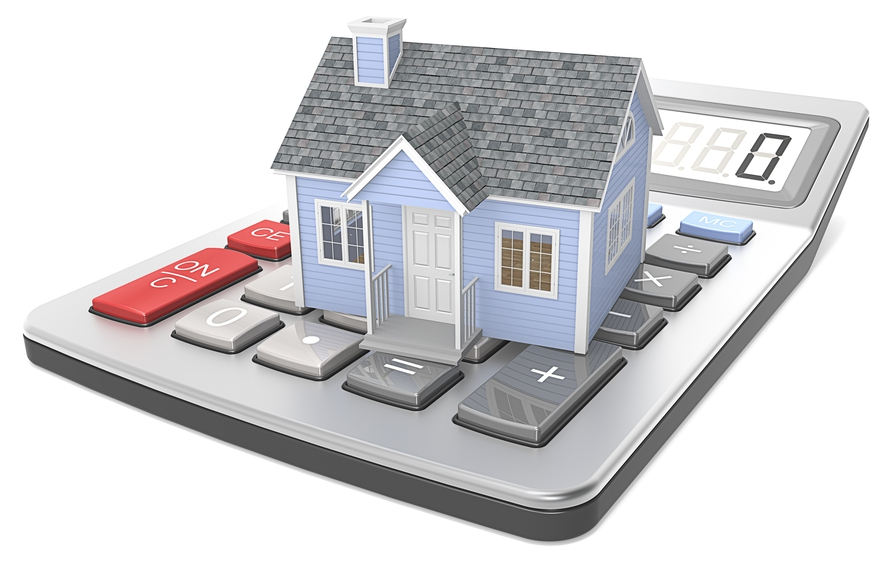 0.
MC
CE
÷
ON
C
×
0
−
.
=
+